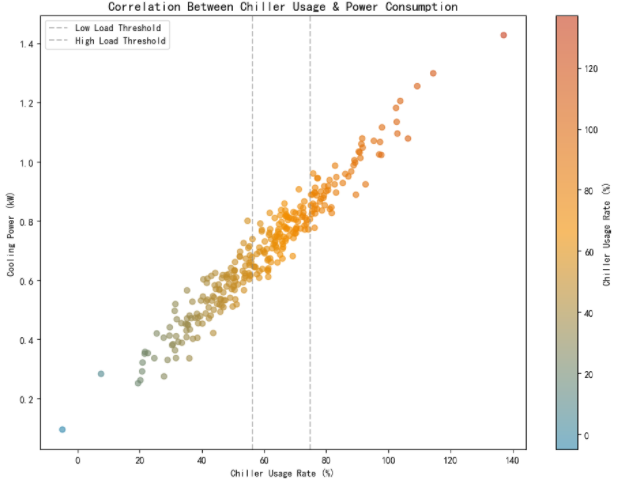 Correlation Between Chiller Usage & Power Consumption
Low Load Threshold
High Load Threshold
1.4
1.2
1.0
0.8
0.6
0.4
0.2
Cooling Power (kW)
0 20 40 60 80 100 120 140
Chiller Usage Rate (%)
120
100
80
60
40
20
0
Chiller Usage Rate (%)